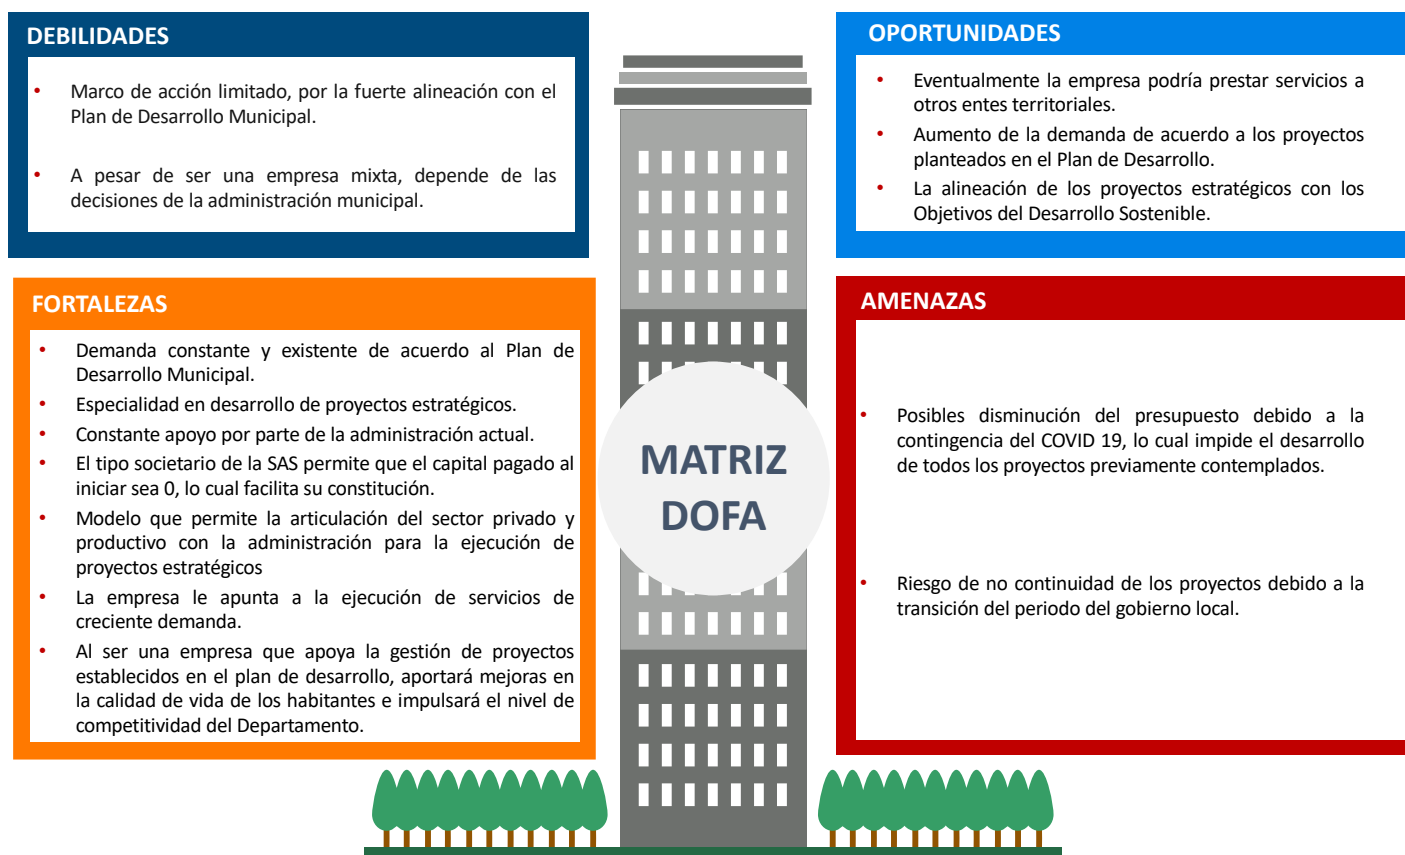 DEBILIDADES
• Marco de acción limitado, por la fuerte alineación con el
Plan de Desarrollo Municipal.
• A pesar de ser una empresa mixta, depende de las
decisiones de la administración municipal.
OPORTUNIDADES
• Eventualmente la empresa podría prestar servicios a
otros entes territoriales.
• Aumento de la demanda de acuerdo a los proyectos
planteados en el Plan de Desarrollo.
• La alineación de los proyectos estratégicos con los
Objetivos del Desarrollo Sostenible.
FORTALEZAS
• Demanda constante y existente de acuerdo al Plan de
Desarrollo Municipal.
• Especialidad en desarrollo de proyectos estratégicos.
• Constante apoyo por parte de la administración actual.
• El tipo societario de la SAS permite que el capital pagado al
iniciar sea 0, lo cual facilita su constitución.
• Modelo que permite la articulación del sector privado y
productivo con la administración para la ejecución de
proyectos estratégicos
• La empresa le apunta a la ejecución de servicios de
creciente demanda.
• Al ser una empresa que apoya la gestión de proyectos
establecidos en el plan de desarrollo, aportará mejoras en
la calidad de vida de los habitantes e impulsará el nivel de
competitividad del Departamento.
MATRIZ
DOFA
AMENAZAS
• Posibles disminución del presupuesto debido a la
contingencia del COVID 19, lo cual impide el desarrollo
de todos los proyectos previamente contemplados.
• Riesgo de no continuidad de los proyectos debido a la
transición del periodo del gobierno local.